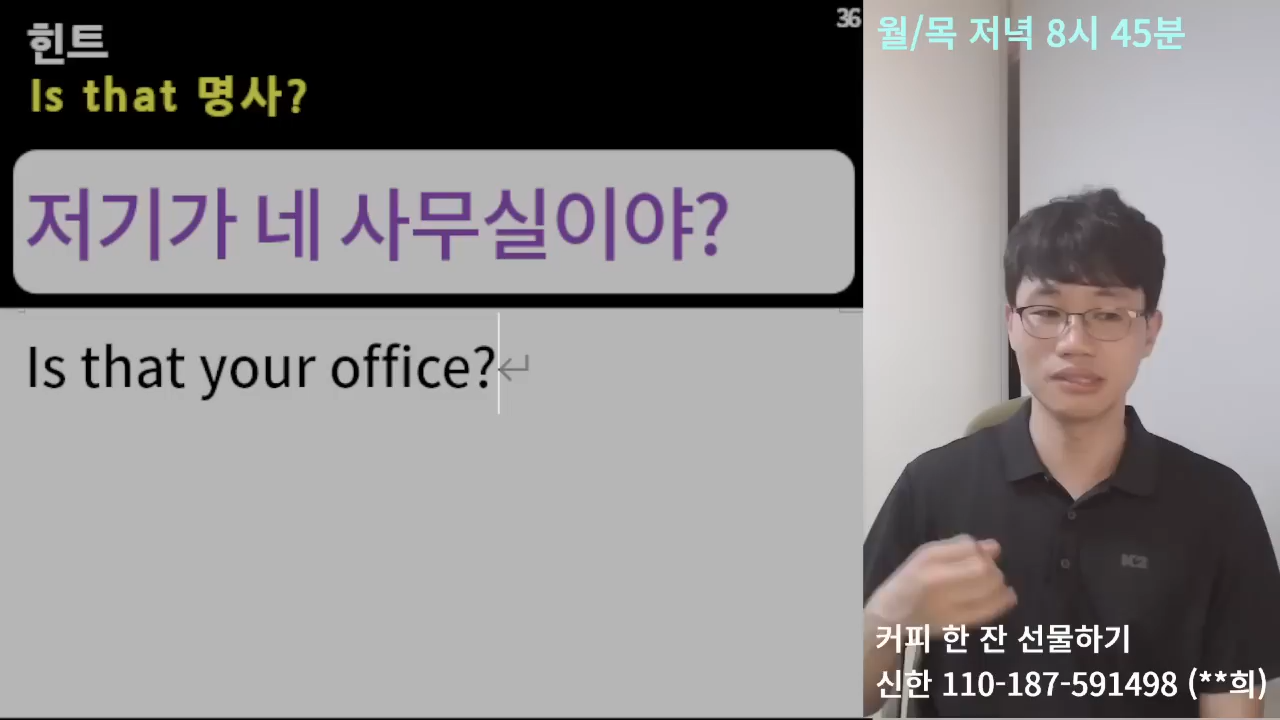 힌트
36
Is that 명사?
저기가 네 사무실이야?
Is that your office?↵
월/목 저녁 8시 45분
K2
커피 한 잔 선물하기
신한 110-187-591498 (**희)